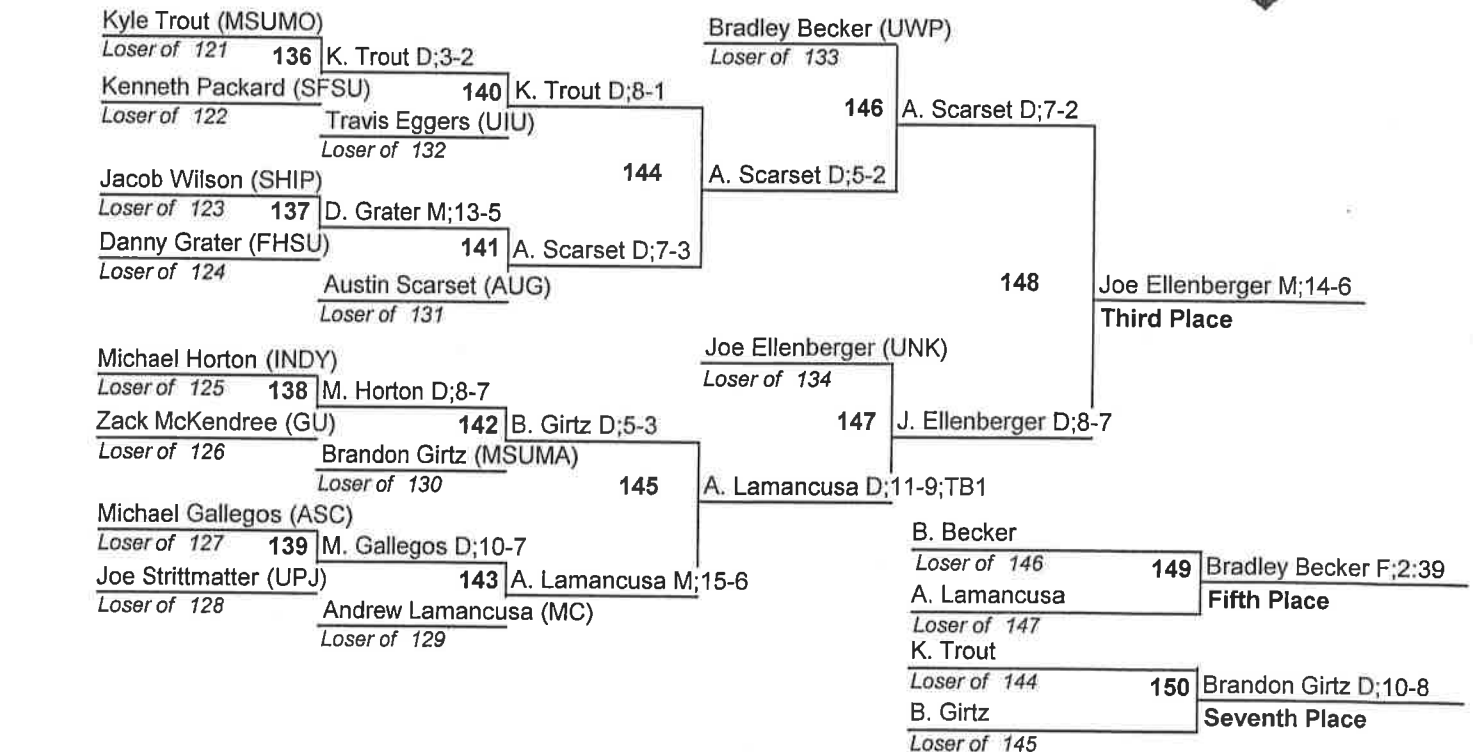 Kyle Trout (MSUMO)
Loser of 121
136
K. Trout D;3-2
Kenneth Packard (SFSU)
Loser of 122
140
K. Trout D;8-1
Travis Eggers (UIU)
Loser of 132
Jacob Wilson (SHIP)
Loser of 123
137
D. Grater M;13-5
Danny Grater (FHSU)
Loser of 124
141
A. Scarset D;7-3
Austin Scarset (AUG)
Loser of 131
144
A. Scarset D;5-2
Bradley Becker (UWP)
Loser of 133
146
A. Scarset D;7-2
Michael Horton (INDY)
Loser of 125
138
M. Horton D;8-7
Zack McKendree (GU)
Loser of 126
142
B. Girtz D;5-3
Brandon Girtz (MSUMA)
Loser of 130
Michael Gallegos (ASC)
Loser of 127
139
M. Gallegos D;10-7
Joe Strittmatter (UPJ)
Loser of 128
143
A. Lamancusa M;15-6
Andrew Lamancusa (MC)
Loser of 129
145
A. Lamancusa D;11-9;TB1
Joe Ellenberger (UNK)
Loser of 134
147
J. Ellenberger D;8-7
148
Joe Ellenberger M;14-6
Third Place
B. Becker
Loser of 146
149
Bradley Becker F;2:39
A. Lamancusa
Fifth Place
Loser of 147
K. Trout
Loser of 144
150
Brandon Girtz D;10-8
B. Girtz
Seventh Place
Loser of 145